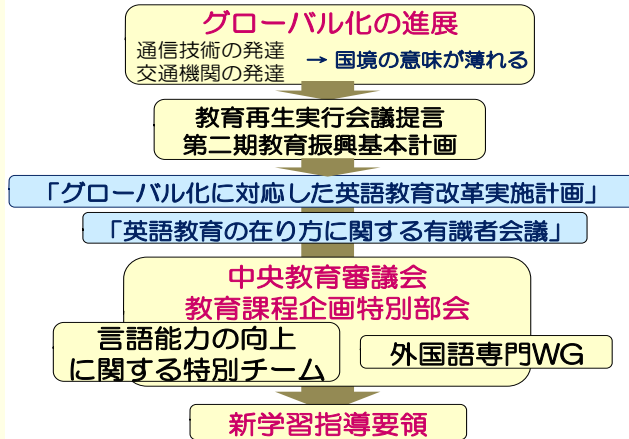 グローバル化の進展
通信技術の発達
交通機関の発達
→ 国境の意味が薄れる
教育再生実行会議提言
第二期教育振興基本計画
「グローバル化に対応した英語教育改革実施計画」
「英語教育の在り方に関する有識者会議」
中央教育審議会
教育課程企画特別部会
言語能力の向上
に関する特別チーム
外国語専門WG
新学習指導要領